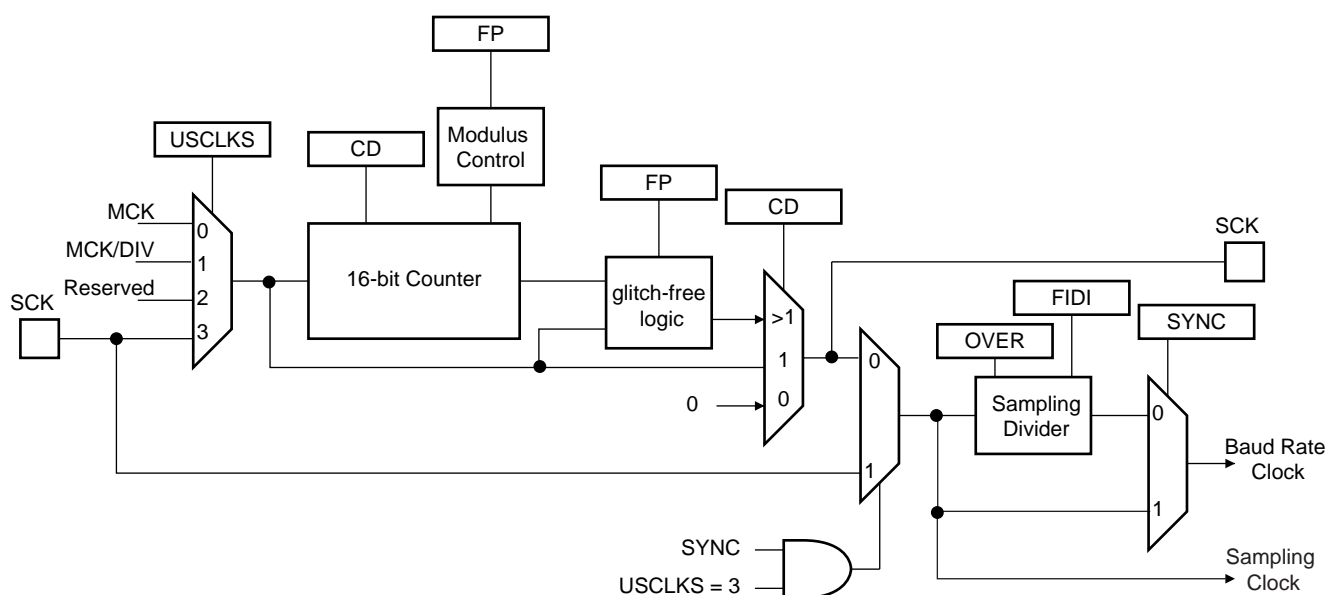 FP
USCLKS
CD
Modulus
Control
FP
CD
MCK
0
MCK/DIV
1
Reserved
2
SCK
3
16-bit Counter
glitch-free
logic
>1
1
0
0
SCK
FIDI
OVER
SYNC
0
Sampling
Divider
0
Baud Rate
Clock
1
1
SYNC
USCLKS = 3
Sampling
Clock